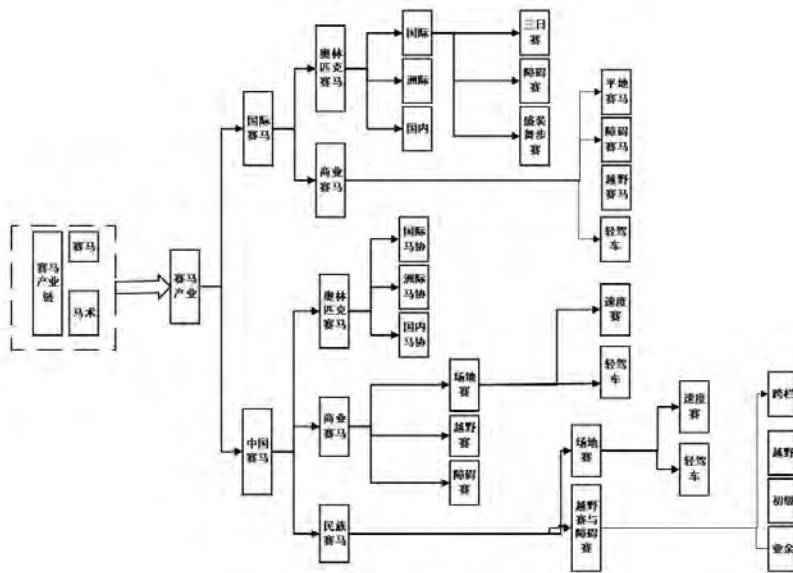 赛马
产业
链
赛马
马术
赛马
产业
国际
赛马
中国
赛马
奥林
匹克
赛马
商业
赛马
国际
洲际
国内
三日
赛
障碍
赛
盛装
舞步
赛
平地
赛马
障碍
赛马
越野
赛马
轻驾
车
奥林
匹克
赛马
国际
马协
洲际
马协
国内
马协
商业
赛马
场地
赛
越野
赛
障碍
赛
速度
赛
轻驾
车
民族
赛马
场地
赛
越野
赛与
障碍
赛
速度
赛
轻驾
车
跨栏
越野
初级
业余